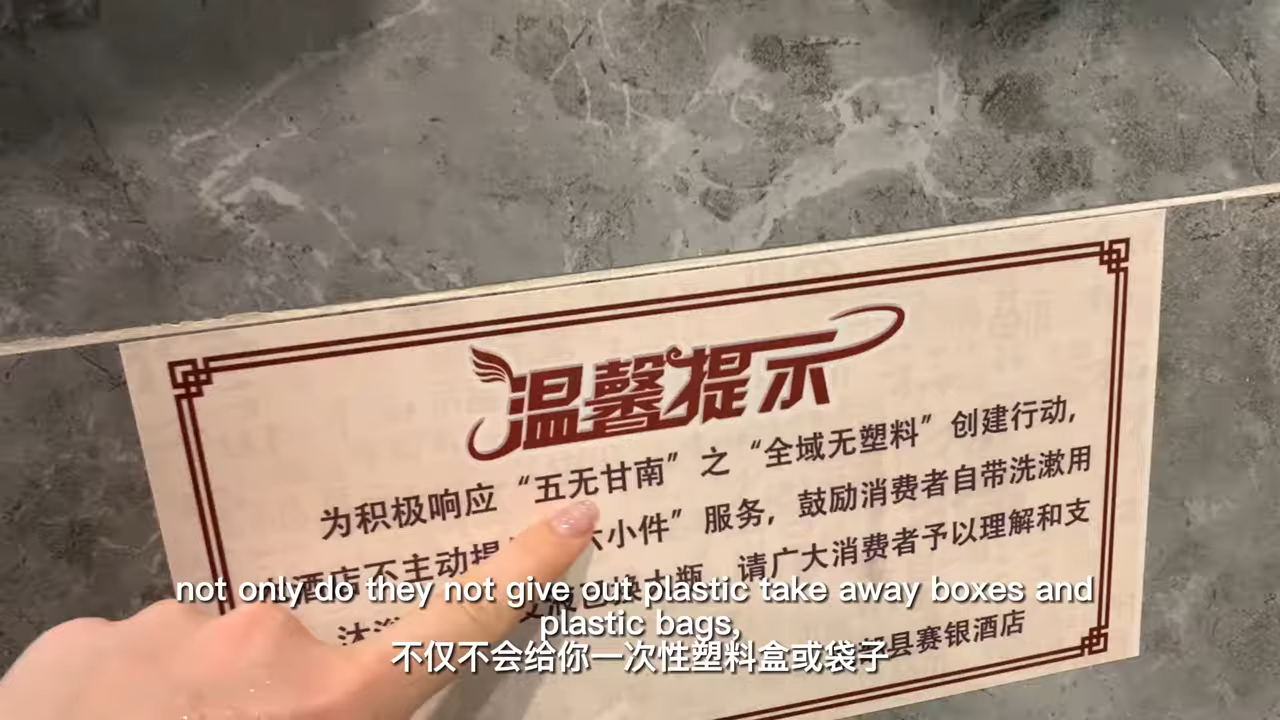 温馨提示
为积极响应“五无甘南”之“全域无塑料”创建行动,
酒店不主动提 六小件”服务,鼓励消费者自带洗漱用
沐 瓶,请广大消费者予以理解和支
县赛银酒店
not only do they not give out plastic take away boxes and
plastic bags,
不仅不会给你一次性塑料盒或袋子